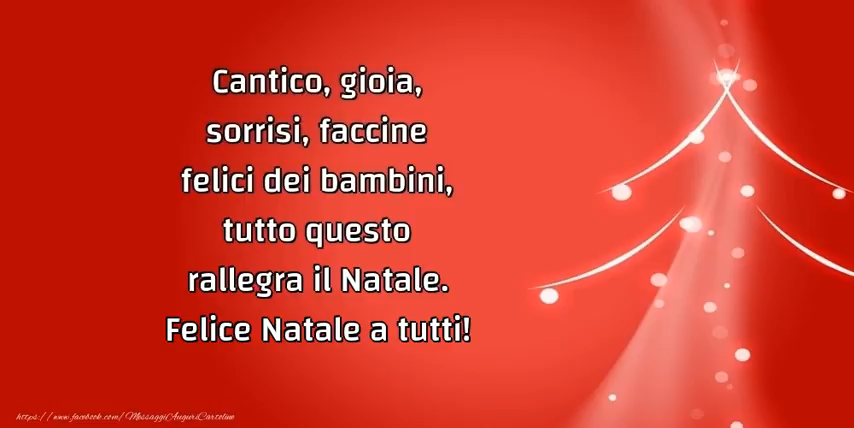 Cantico, gioia,
sorrisi, faccine
felici dei bambini,
tutto questo
rallegra il Natale.
Felice Natale a tutti!
https://www.facebook.com/MessaggiAuguriCartoline